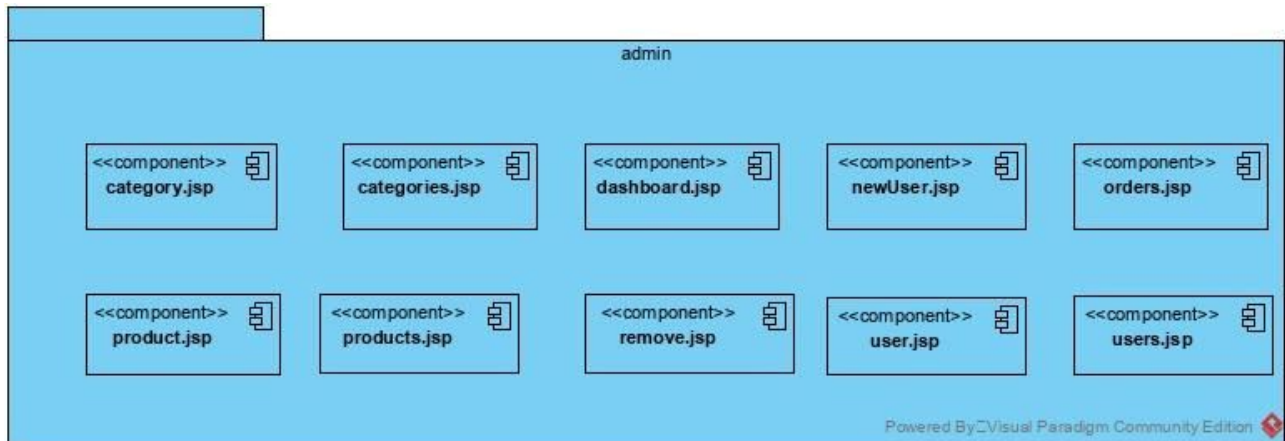 admin
<<component>>
category.jsp
<<component>>
categories.jsp
<<component>>
dashboard.jsp
<<component>>
newUser.jsp
<<component>>
orders.jsp
<<component>>
product.jsp
<<component>>
products.jsp
<<component>>
remove.jsp
<<component>>
user.jsp
<<component>>
users.jsp
Powered By Visual Paradigm Community Edition